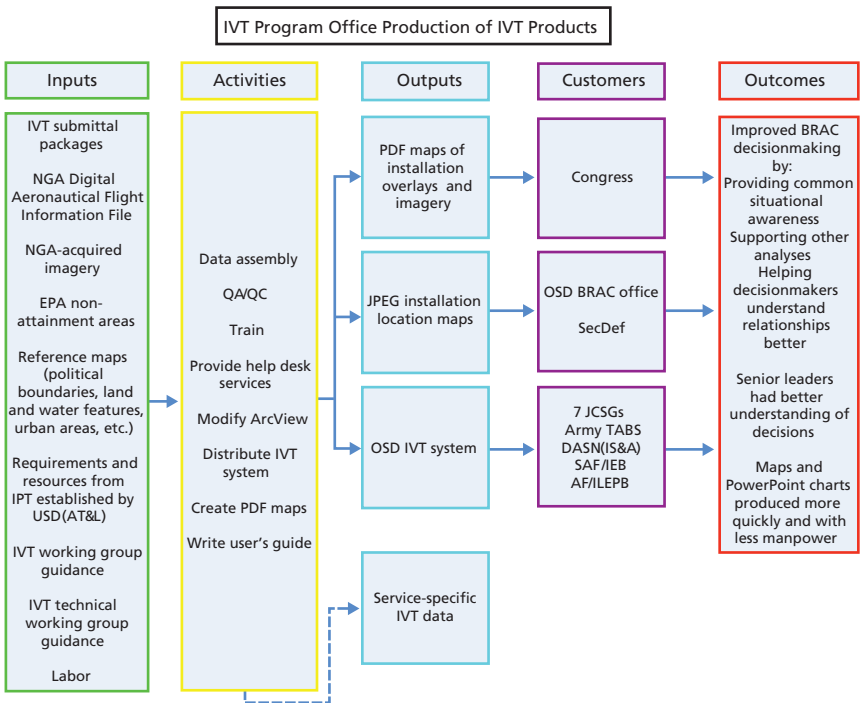 IVT Program Office Production of IVT Products
Inputs
Activities
Outputs
Customers
Outcomes
IVT submittal
packages
NGA Digital
Aeronautical Flight
Information File
NGA-acquired
imagery
EPA non-
attainment areas
Reference maps
(political
boundaries, land
and water features,
urban areas, etc.)
Requirements and
resources from
IPT established by
USD(AT&L)
IVT working group
guidance
IVT technical
working group
guidance
Labor
Data assembly
QA/QC
Train
Provide help desk
services
Modify ArcView
Distribute IVT
system
Create PDF maps
Write user's guide
PDF maps of
installation
overlays and
imagery
JPEG installation
location maps
OSD IVT system
Service-specific
IVT data
Congress
OSD BRAC office
SecDef
7 JCSGs
Army TABS
DASN(IS&A)
SAF/IEB
AF/ILEPB
Improved BRAC
decisionmaking
by:
Providing common
situational
awareness
Supporting other
analyses
Helping
decisionmakers
understand
relationships
better
Senior leaders
had better
understanding of
decisions
Maps and
PowerPoint charts
produced more
quickly and with
less manpower